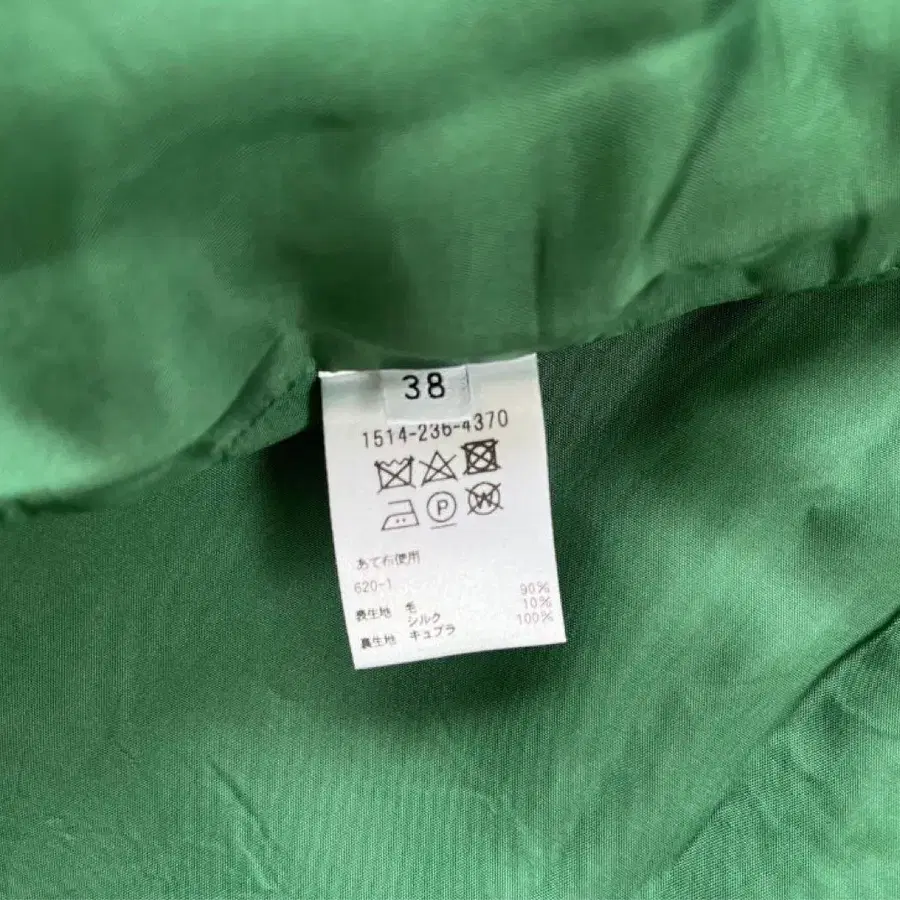 38
1514-236-4370
P W
あて布使用
620-1
表生地 毛 90%
シルク 10%
裏生地 キュプラ 100%